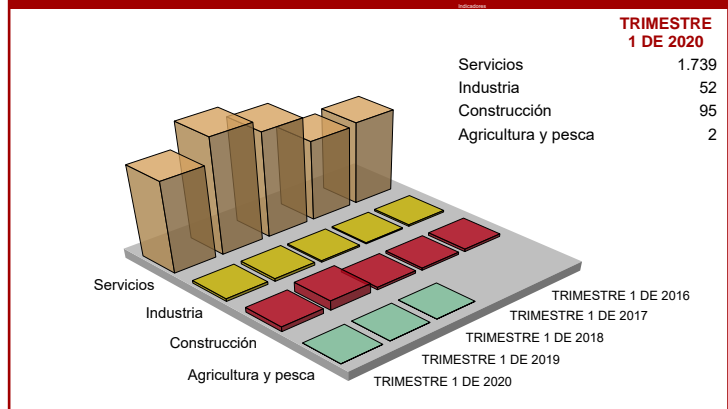 Indicadores
TRIMESTRE
1 DE 2020
Servicios 1.739
Industria 52
Construcción 95
Agricultura y pesca 2
Servicios
Industria
Construcción
Agricultura y pesca
TRIMESTRE 1 DE 2016
TRIMESTRE 1 DE 2017
TRIMESTRE 1 DE 2018
TRIMESTRE 1 DE 2019
TRIMESTRE 1 DE 2020